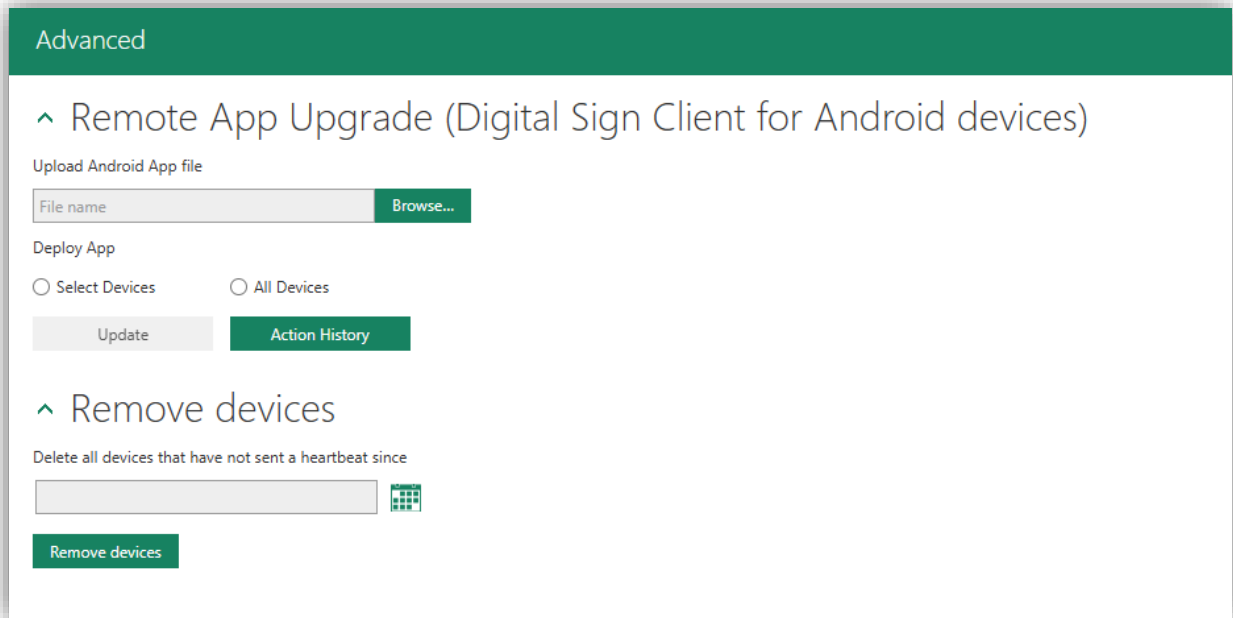 Advanced
Remote App Upgrade (Digital Sign Client for Android devices)
Upload Android App file
File name
Browse...
Deploy App
Select Devices
All Devices
Update
Action History
Remove devices
Delete all devices that have not sent a heartbeat since
Remove devices